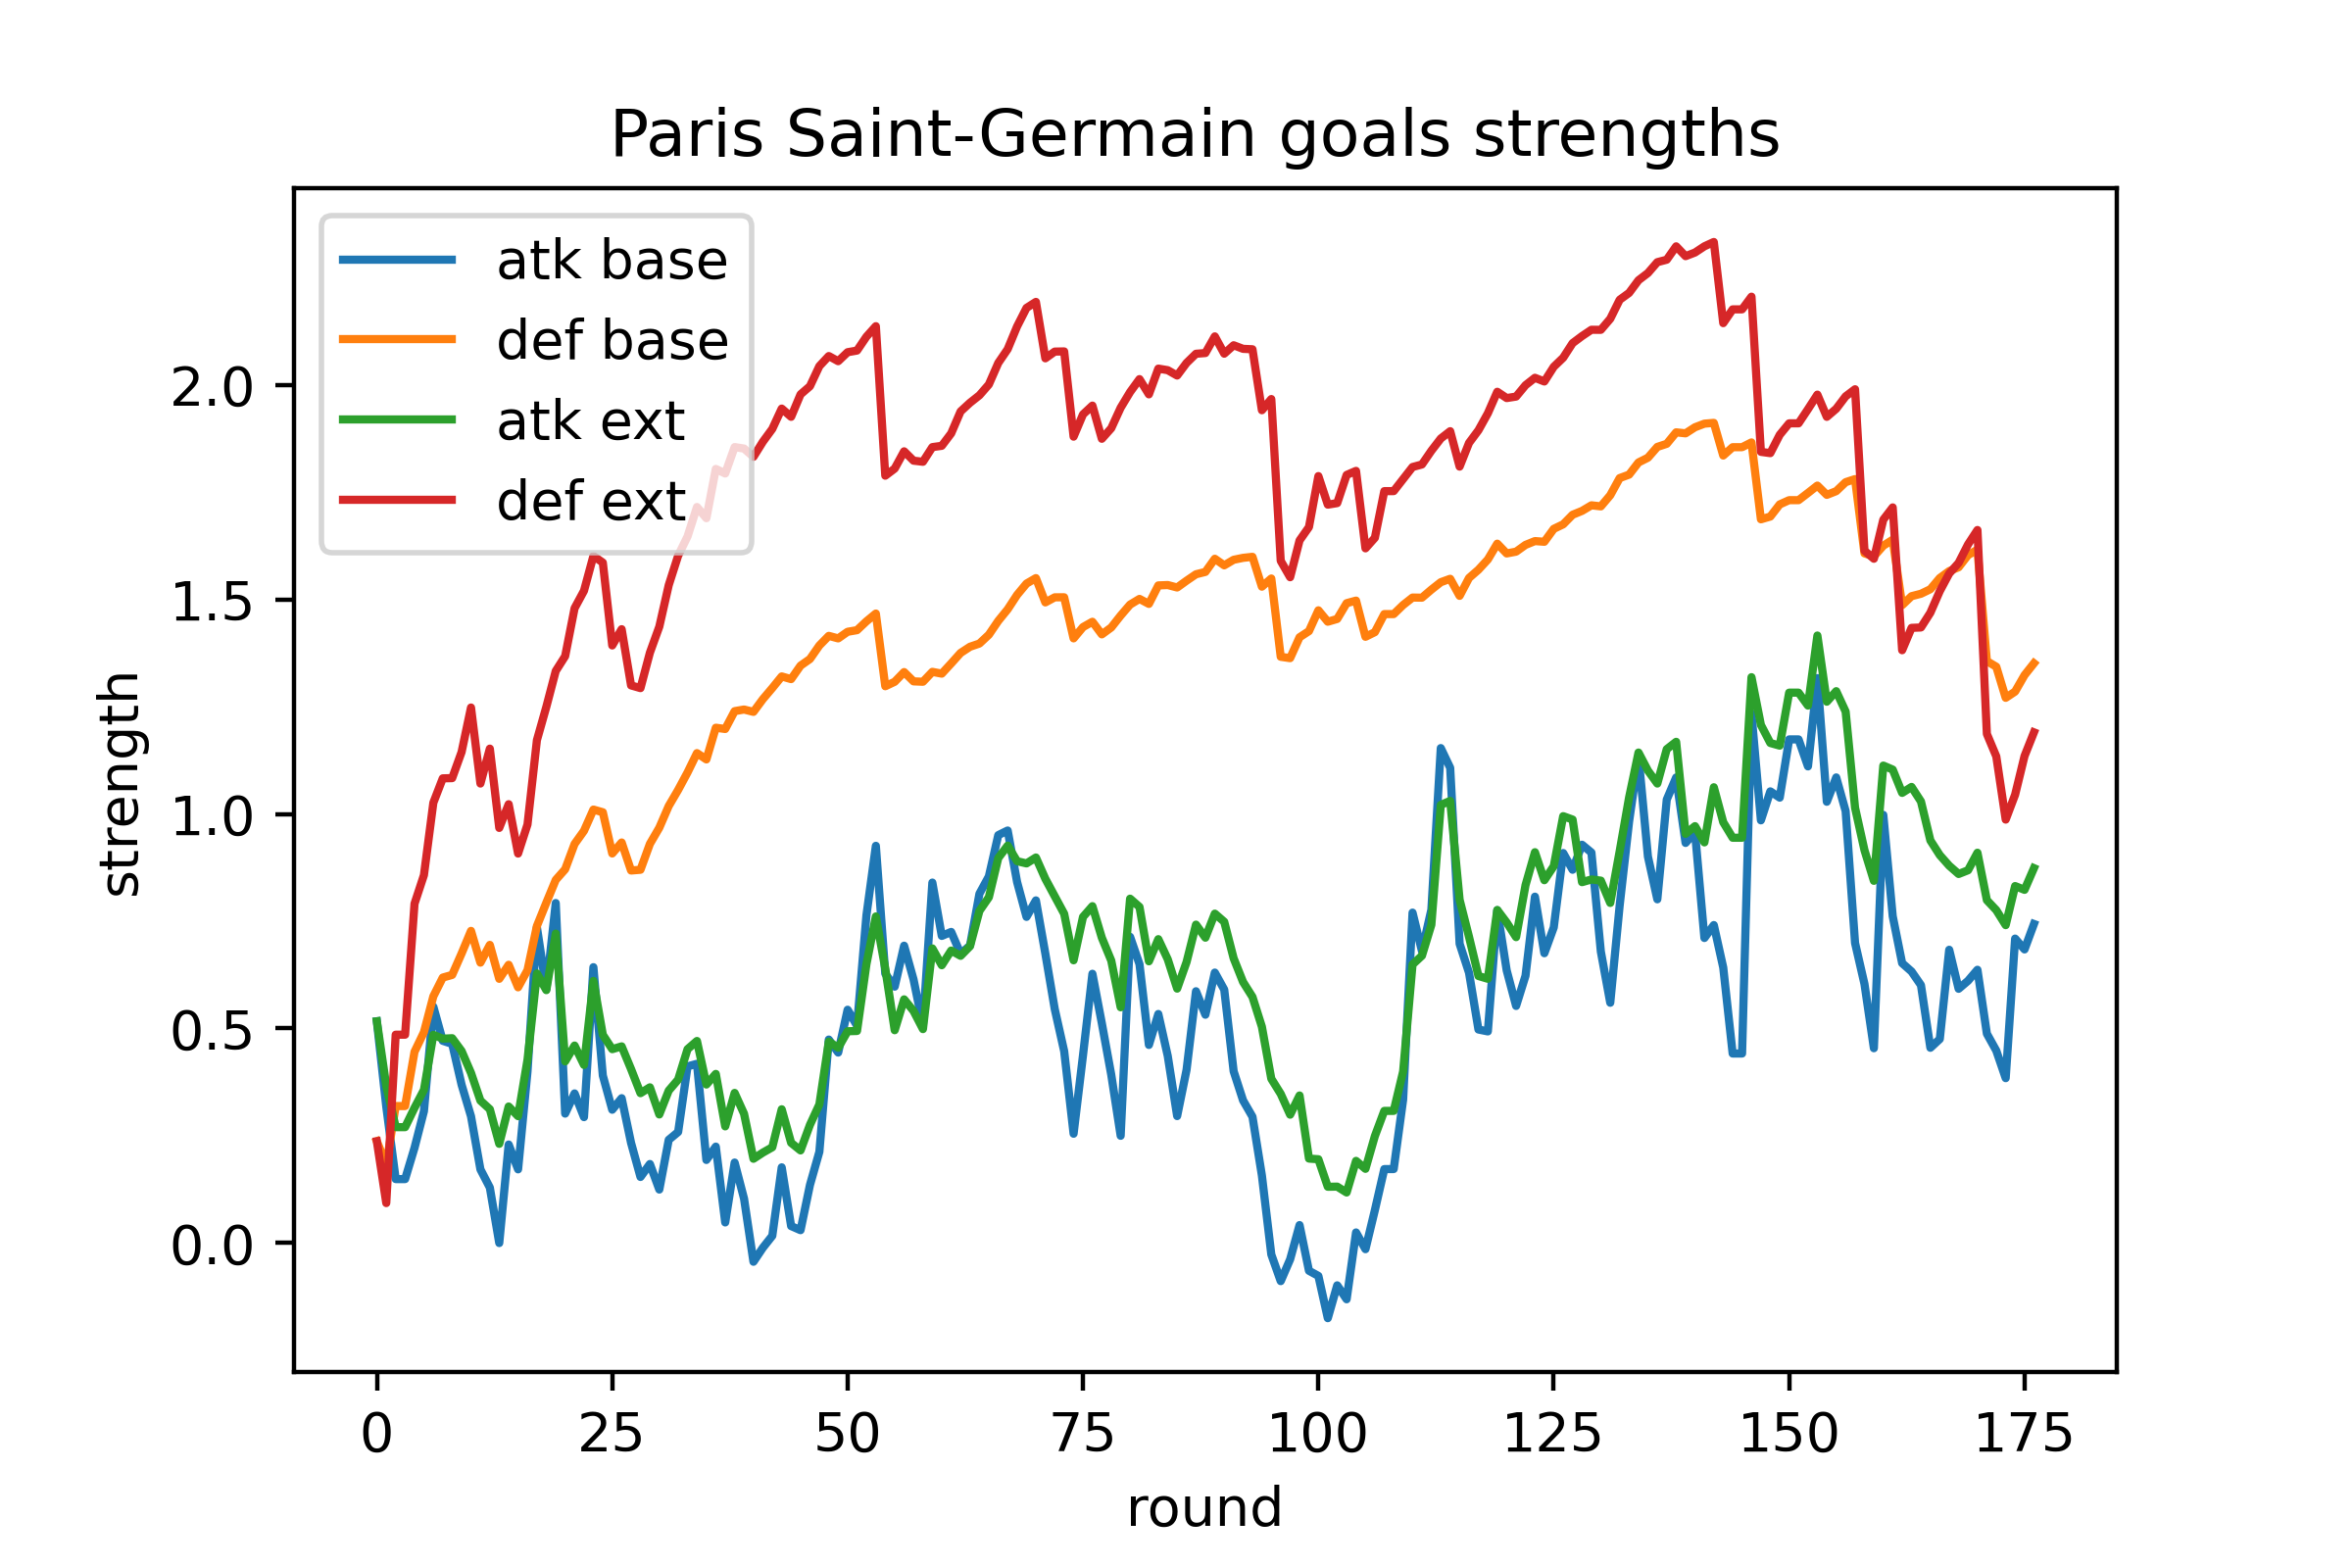 Paris Saint-Germain goals strengths
atk base
def base
atk ext
def ext
strength
2.0
1.5
1.0
0.5
0.0
0 25 50 75 100 125 150 175
round